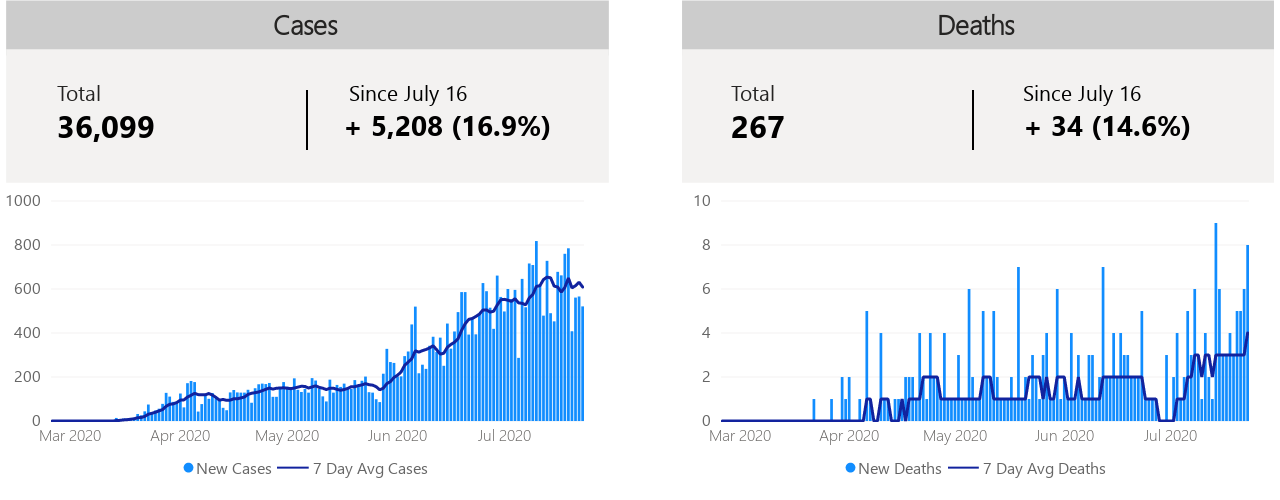 Cases
Total
Since July 16
36,099
+ 5,208 (16.9%)
1000
800
600
400
200
0
Mar 2020 Apr 2020 May 2020 Jun 2020 Jul 2020
New Cases 7 Day Avg Cases
Deaths
Total
Since July 16
267
+ 34 (14.6%)
10
8
6
4
2
0
Mar 2020 Apr 2020 May 2020 Jun 2020 Jul 2020
New Deaths 7 Day Avg Deaths